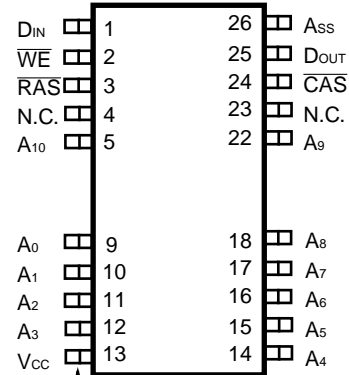 DIN 1 26 ASS
WE 2 25 DOUT
RAS 3 24 CAS
N.C. 4 23 N.C.
A10 5 22 A9
A0 9 18 A8
A1 10 17 A7
A2 11 16 A6
A3 12 15 A5
VCC 13 14 A4